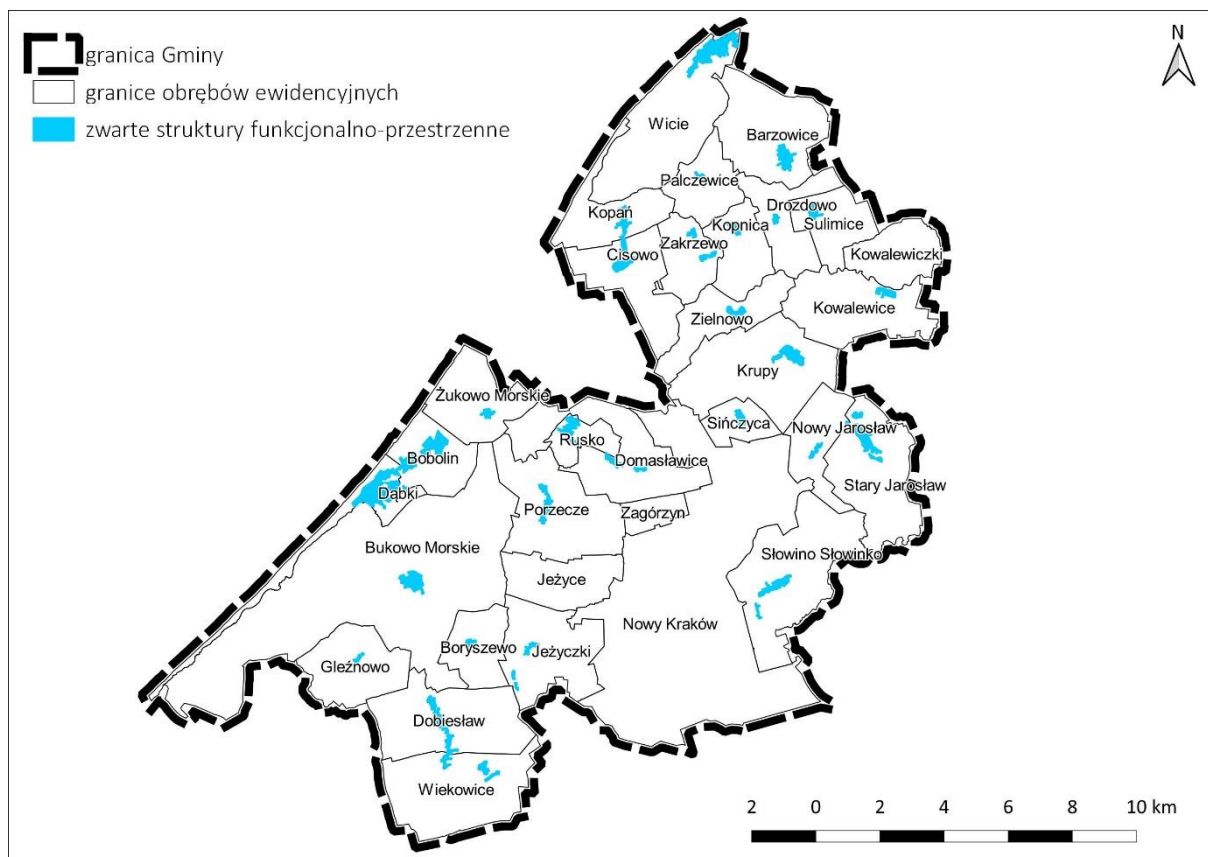 granica Gminy
granice obrębów ewidencyjnych
zwarte struktury funkcjonalno-przestrzenne
N
Wicie
Barzowice
Palczewice
Kopań
Drozdowo
Kopnica
Sulimice
Zakrzewo
Cisowo
Kowalewiczki
Kowalewice
Zielnowo
Krupy
Żukowo Morskie
Sińczyca
Nowy Jarosław
Rusko
Bobolin
Domasławice
Dąbki
Stary Jarosław
Porzecze
Zagórzyn
Bukowo Morskie
Słowino Słowinko
Jeżyce
Nowy Kraków
Boryszewo
Jeżyczki
Gleźnowo
Dobiesław
Wiekowice
2 0 2 4 6 8 10 km